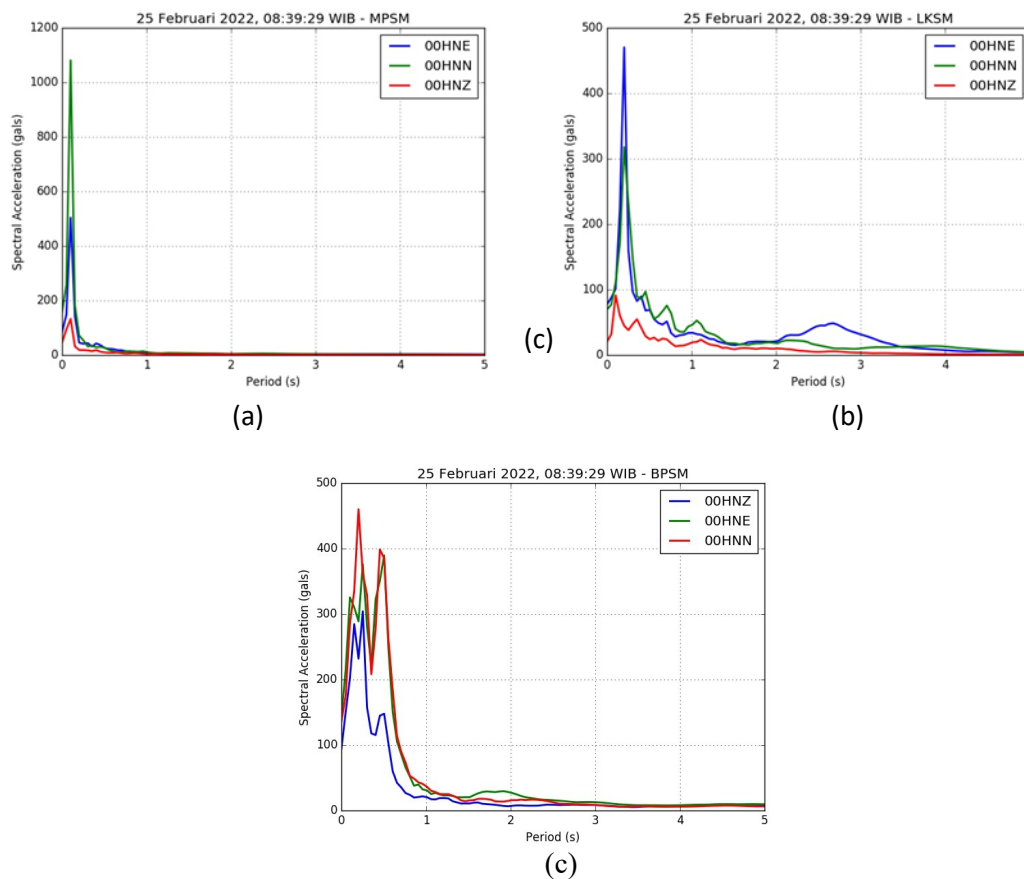 25 Februari 2022, 08:39:29 WIB - MPSM
1200
1000
800
600
400
200
0
Spectral Acceleration (gals)
00HNE
00HNN
00HNZ
0 1 2 3 4 5
Period (s)
(a)
(c)
25 Februari 2022, 08:39:29 WIB - LKSM
500
400
300
200
100
0
Spectral Acceleration (gals)
00HNE
00HNN
00HNZ
0 1 2 3 4
Period (s)
(b)
25 Februari 2022, 08:39:29 WIB - BPSM
500
400
300
200
100
0
Spectral Acceleration (gals)
00HNZ
00HNE
00HNN
0 1 2 3 4 5
Period (s)
(c)